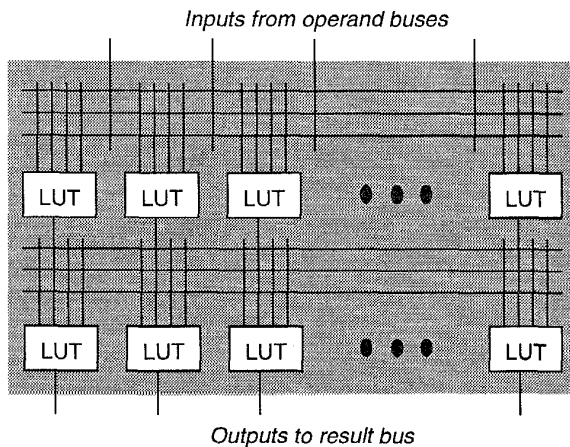 Inputs from operand buses
LUT LUT LUT LUT
LUT LUT LUT LUT
Outputs to result bus